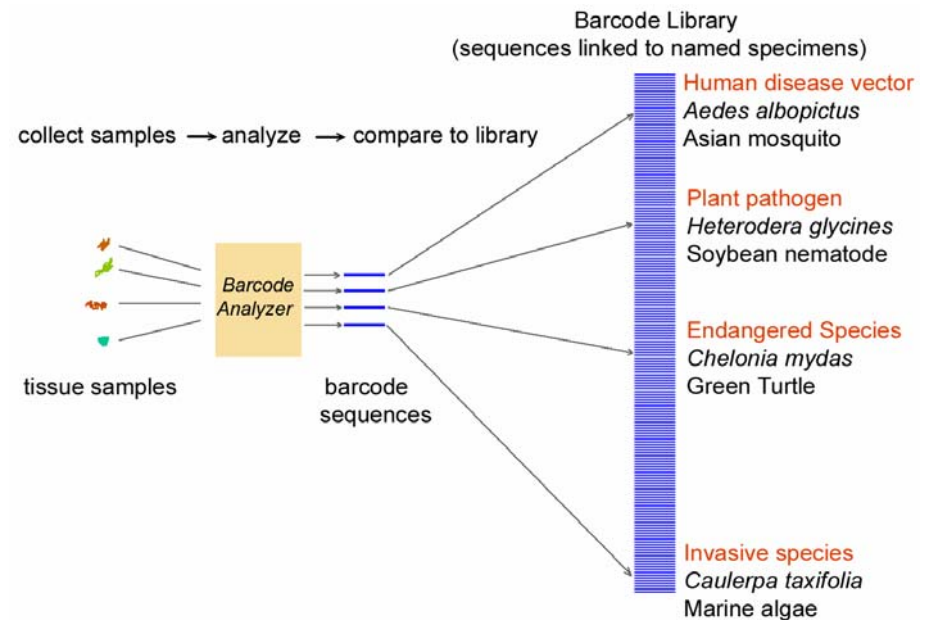 Barcode Library
(sequences linked to named specimens)
collect samples → analyze → compare to library
Human disease vector
Aedes albopictus
Asian mosquito
Plant pathogen
Heterodera glycines
Soybean nematode
Barcode
Analyzer
Endangered Species
Chelonia mydas
Green Turtle
tissue samples
barcode
sequences
Invasive species
Caulerpa taxifolia
Marine algae